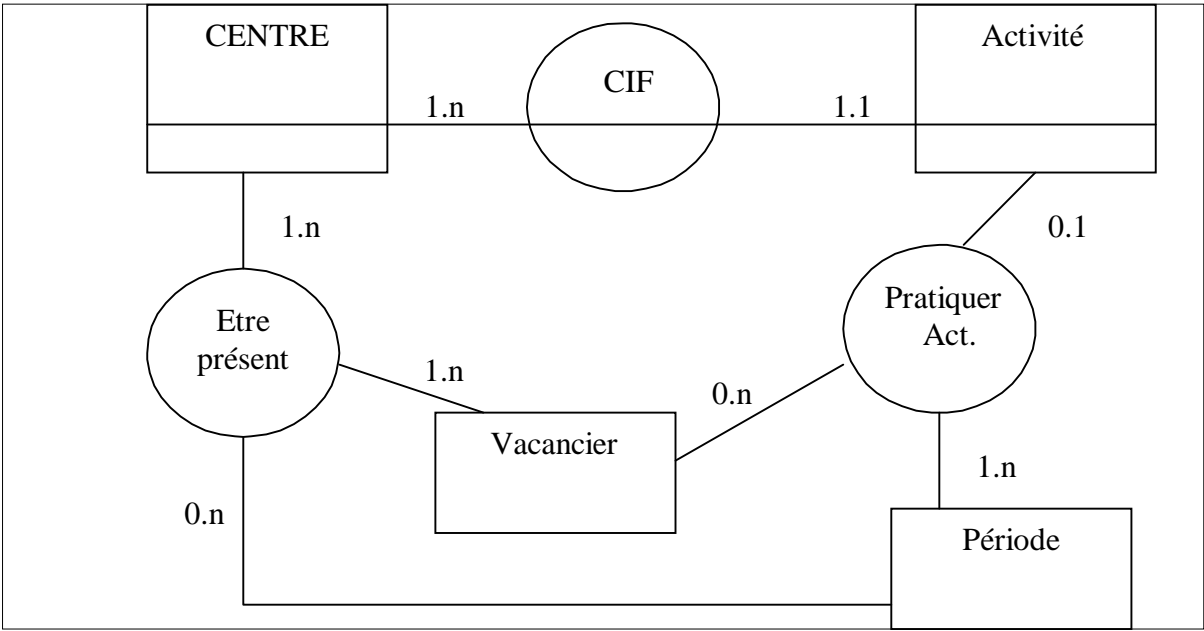 CENTRE
CIF
Activité
1.n
1.1
1.n
0.1
Etre
présent
Pratiquer
Act.
1.n
0.n
Vacancier
1.n
0.n
Période